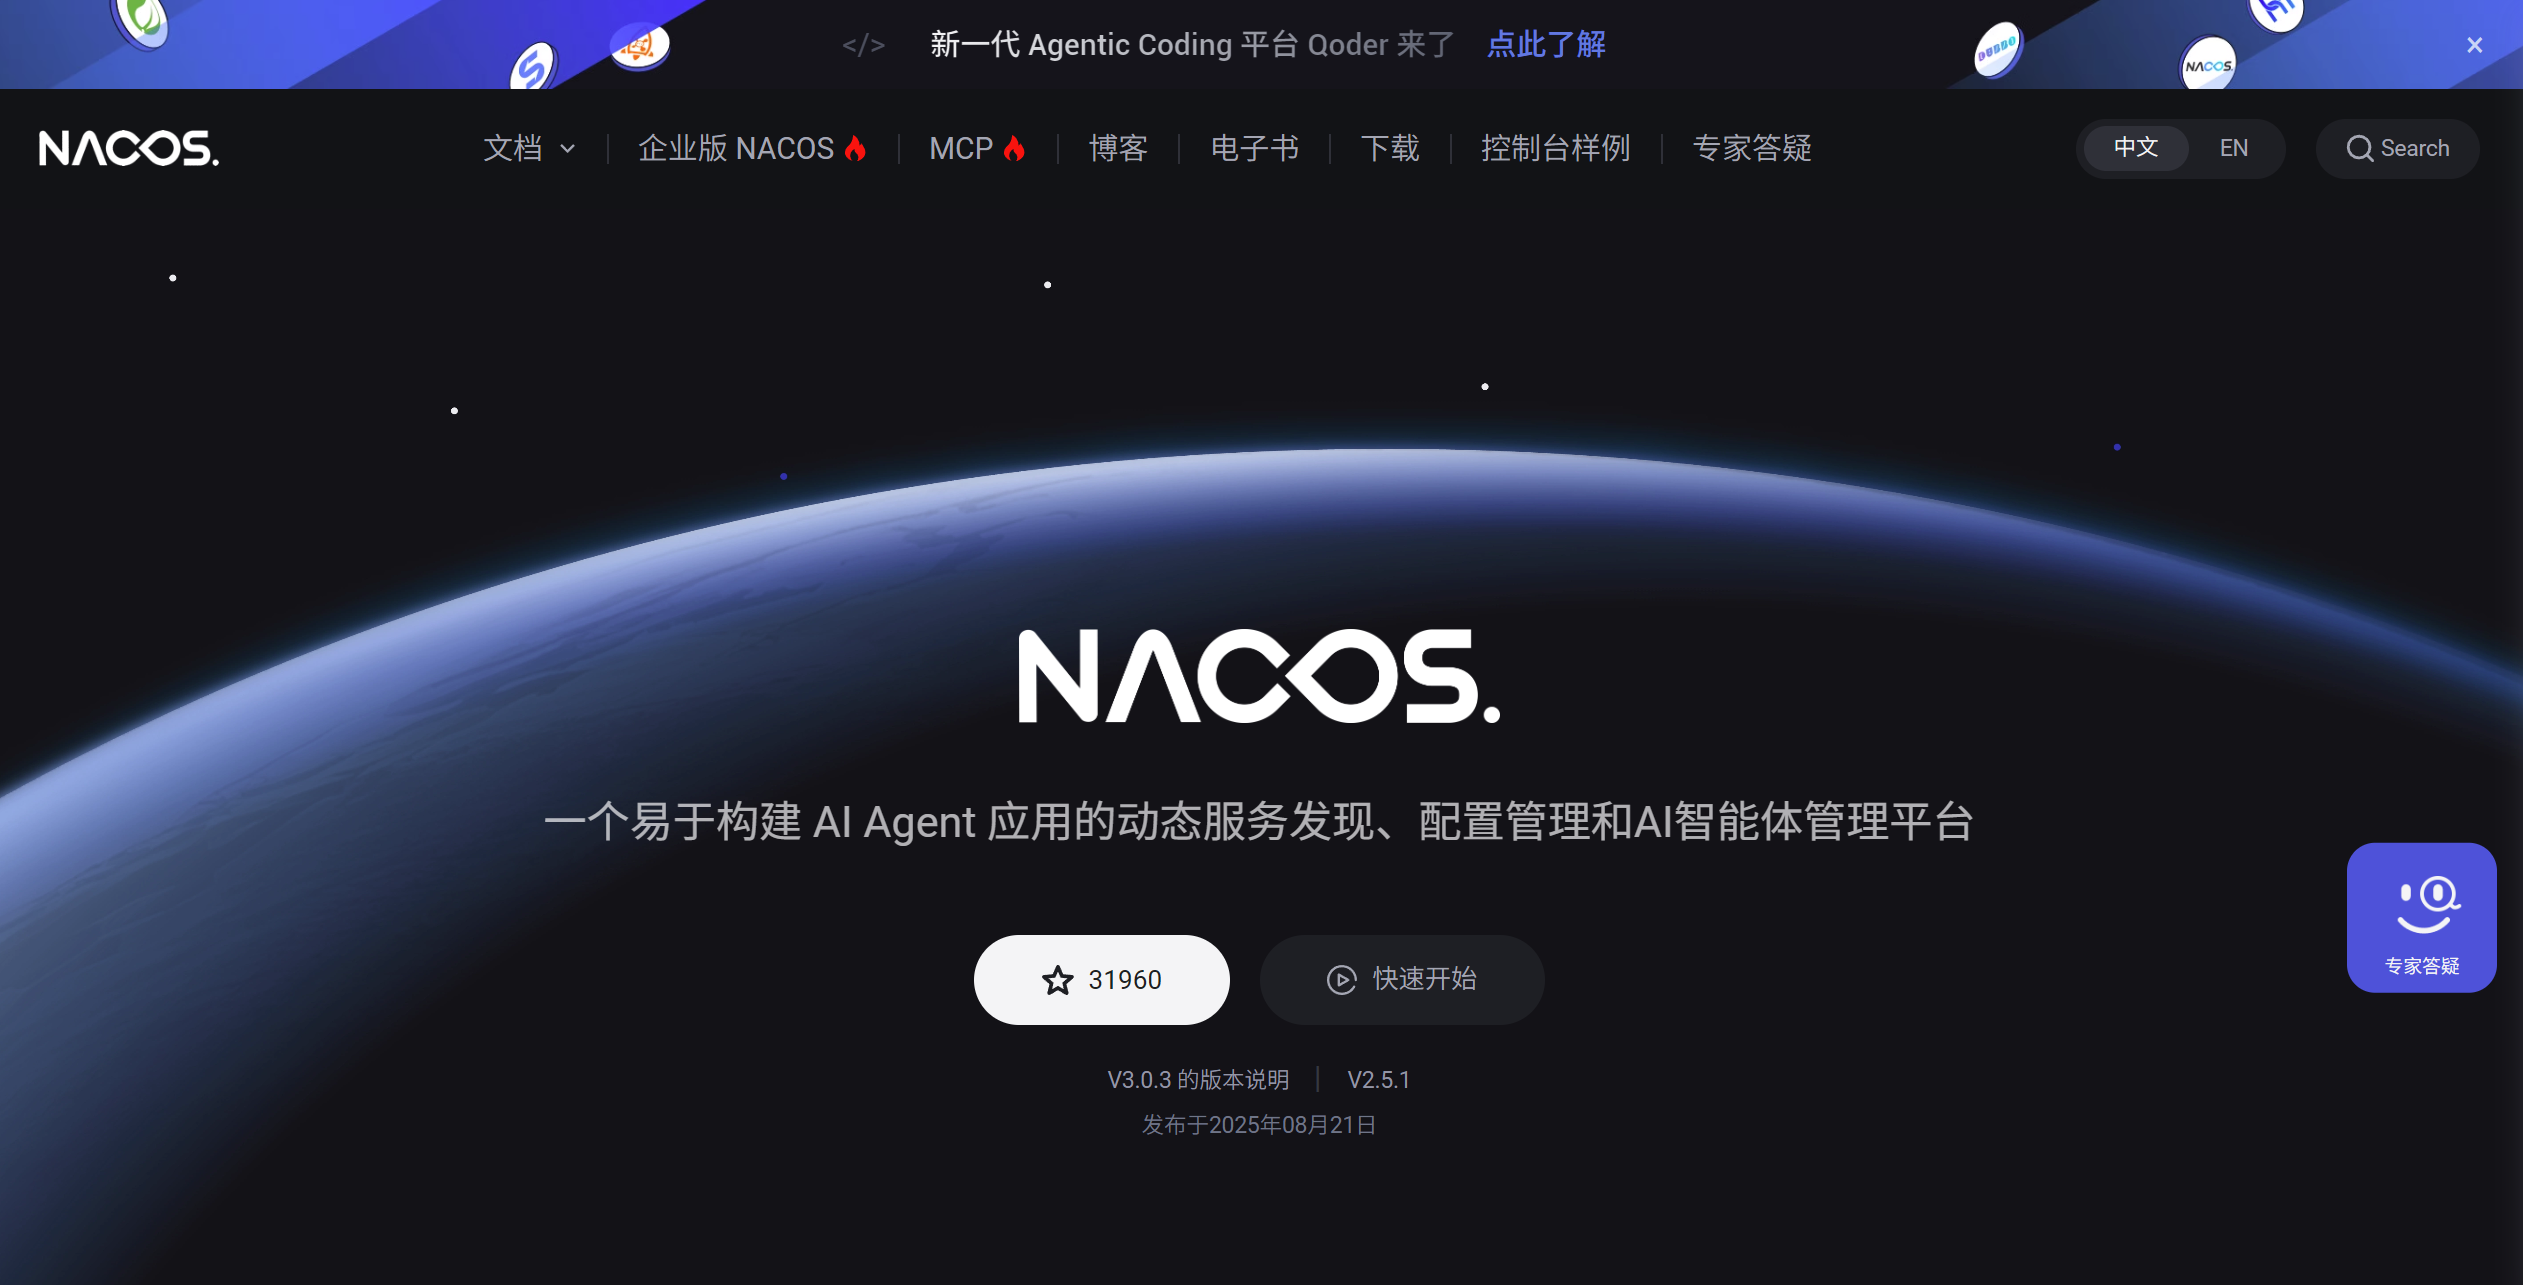 </> 新一代 Agentic Coding 平台 Qoder 来了 点此了解 ×
DUBBO
NACOS.
NACOS. 文档 企业版 NACOS MCP 博客 电子书 下载 控制台样例 专家答疑 中文 EN Search
NACOS.
一个易于构建 AI Agent 应用的动态服务发现、配置管理和AI智能体管理平台
专家答疑
31960 快速开始
V3.0.3 的版本说明 V2.5.1
发布于2025年08月21日